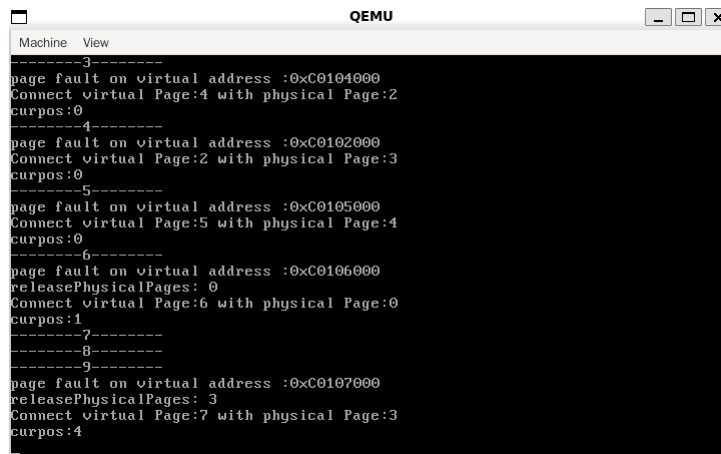 QEMU
Machine View
--------3--------
page fault on virtual address :0xC0104000
Connect virtual Page:4 with physical Page:2
curpos:0
--------4--------
page fault on virtual address :0xC0102000
Connect virtual Page:2 with physical Page:3
curpos:0
--------5--------
page fault on virtual address :0xC0105000
Connect virtual Page:5 with physical Page:4
curpos:0
--------6--------
page fault on virtual address :0xC0106000
releasePhysicalPages: 0
Connect virtual Page:6 with physical Page:0
curpos:1
--------7--------
--------8--------
--------9--------
page fault on virtual address :0xC0107000
releasePhysicalPages: 3
Connect virtual Page:7 with physical Page:3
curpos:4